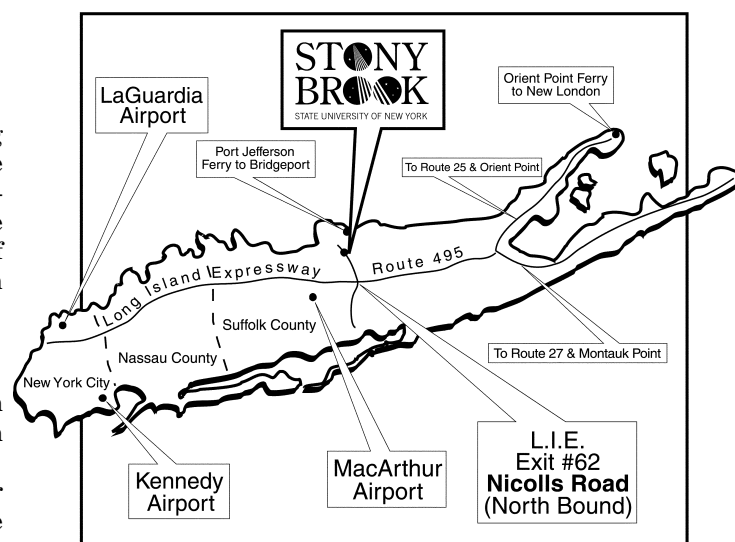 STONY
BROOK
STATE UNIVERSITY OF NEW YORK
Orient Point Ferry
to New London
LaGuardia
Airport
Port Jefferson
Ferry to Bridgeport
To Route 25 & Orient Point
Long Island Expressway Route 495
Suffolk County
Nassau County
To Route 27 & Montauk Point
New York City
L.I.E.
Exit #62
Nicolls Road
(North Bound)
MacArthur
Airport
Kennedy
Airport